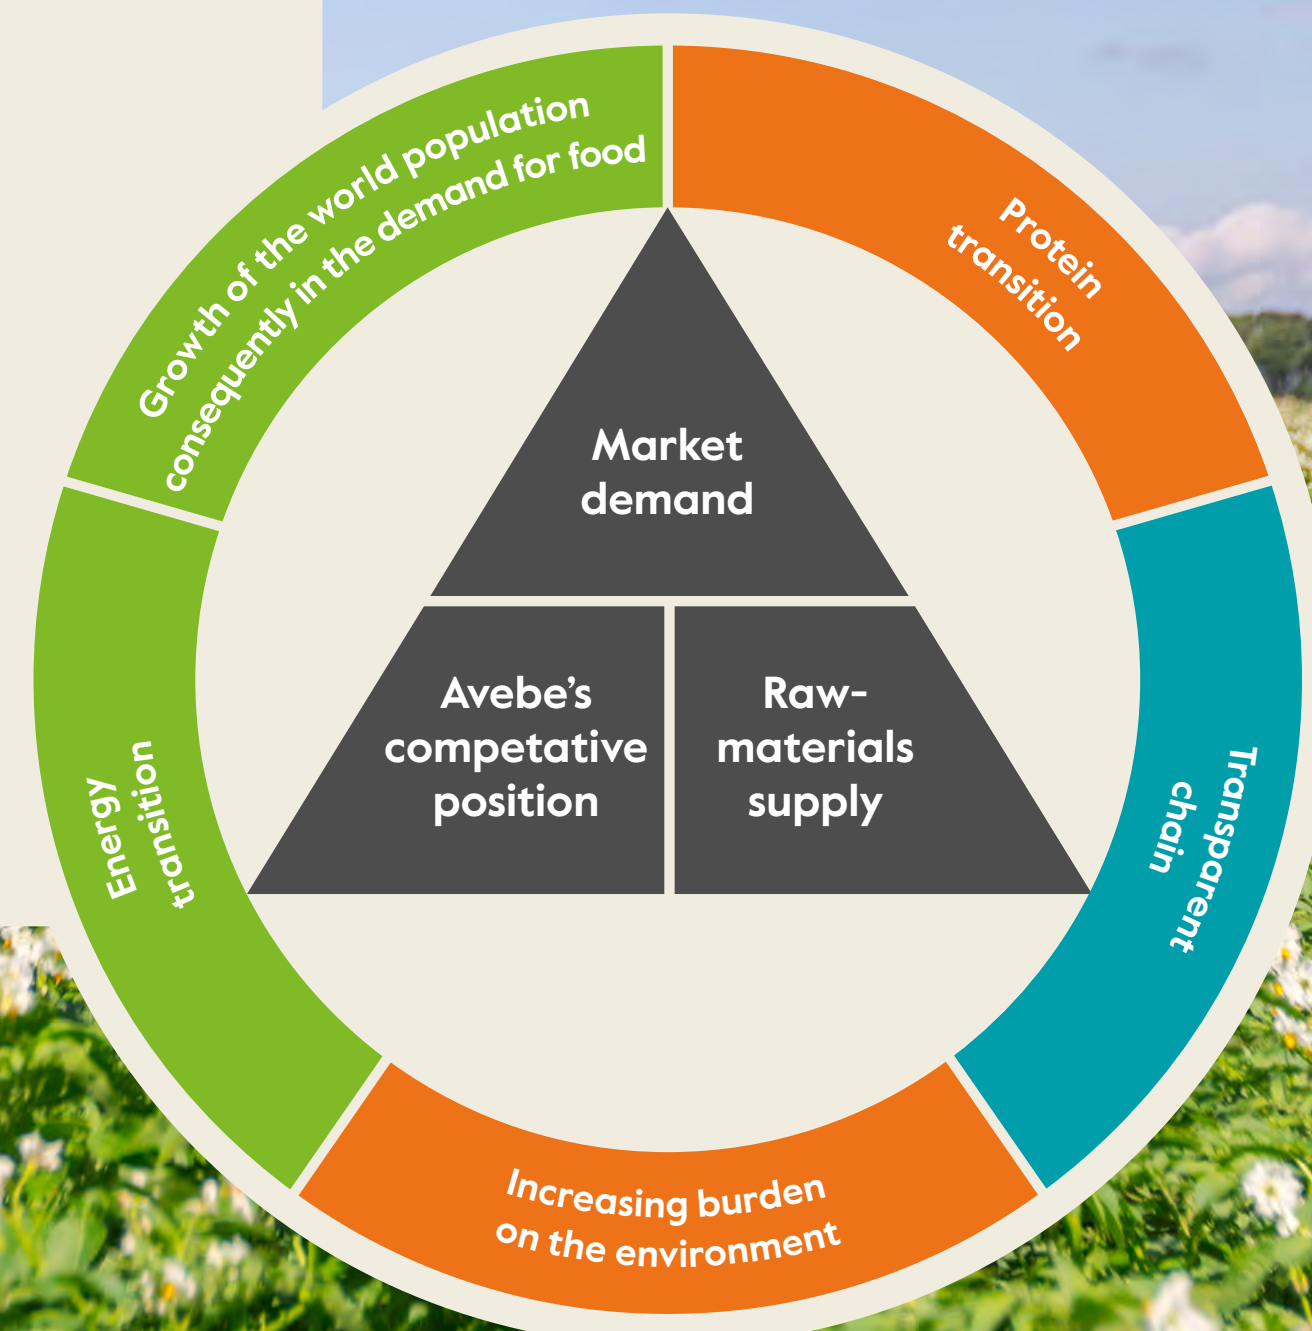 Growth of the world population
consequently in the demand for food
Protein
transition
Market
demand
Avebe’s
competative
position
Raw-
materials
supply
Energy
transition
Transparent
chain
Increasing burden
on the environment